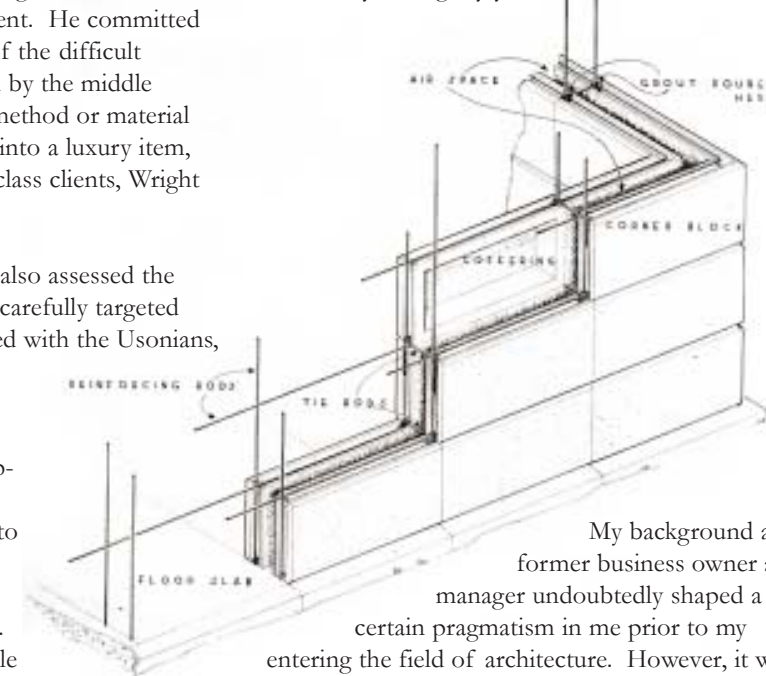 ent. He committed
of the difficult
by the middle
method or material
into a luxury item,
class clients, Wright
also assessed the
carefully targeted
ed with the Usonians,
to
AIR SPACE
GROUT
CORNER BLOCK
COFFERING
REINFORCING RODS
TIE RODS
FLOOR SLAB
My background a
former business owner
manager undoubtedly shaped a
certain pragmatism in me prior to my
entering the field of architecture. However, it w